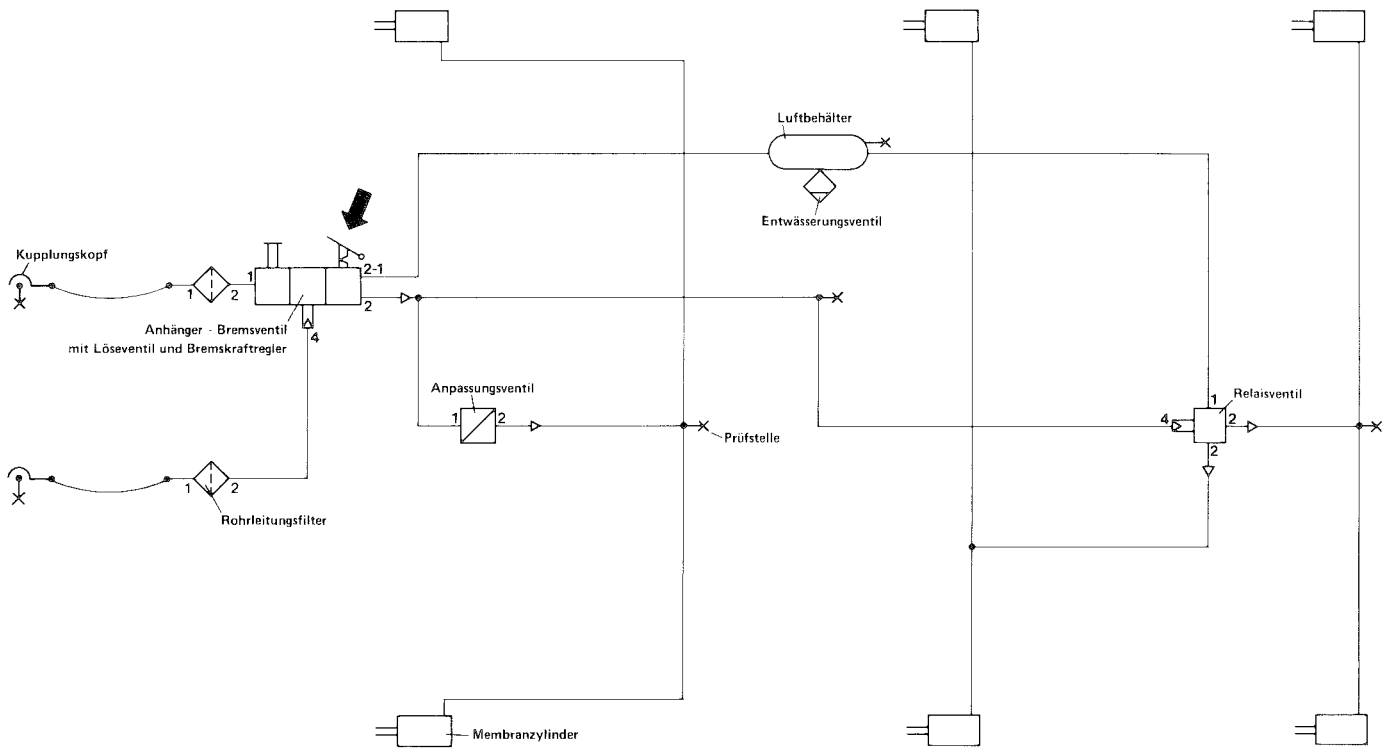 Luftbehälter
Entwässerungsventil
Kupplungskopf
1
2
1
2-1
2
4
Anhänger - Bremsventil
mit Löseventil und Bremskraftregler
Anpassungsventil
1
2
Prüfstelle
1
Relaisventil
4
2
2
1
2
Rohrleitungsfilter
Membranzylinder